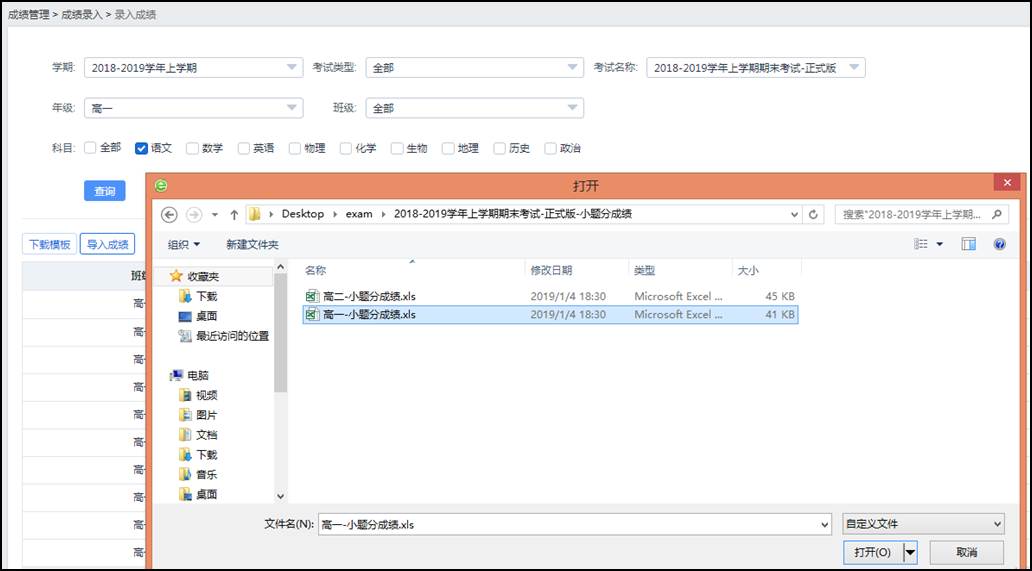 成绩管理 > 成绩录入 > 录入成绩
学期: 2018-2019学年上学期 考试类型: 全部 考试名称: 2018-2019学年上学期期末考试-正式版
年级: 高一 班级: 全部
科目: 全部 语文 数学 英语 物理 化学 生物 地理 历史 政治
查询
下载模板 导入成绩
高
高
高
高
高
高
高
高
高
高
打开
Desktop exam 2018-2019学年上学期期末考试-正式版-小题分成绩
搜索"2018-2019学年上学期期...
组织 新建文件夹
收藏夹
下载
桌面
最近访问的位置
电脑
视频
图片
文档
下载
音乐
桌面
名称 修改日期 类型 大小
高二-小题分成绩.xls 2019/1/4 18:30 Microsoft Excel ... 45 KB
高一-小题分成绩.xls 2019/1/4 18:30 Microsoft Excel ... 41 KB
文件名(N): 高一-小题分成绩.xls 自定义文件
打开(O) 取消